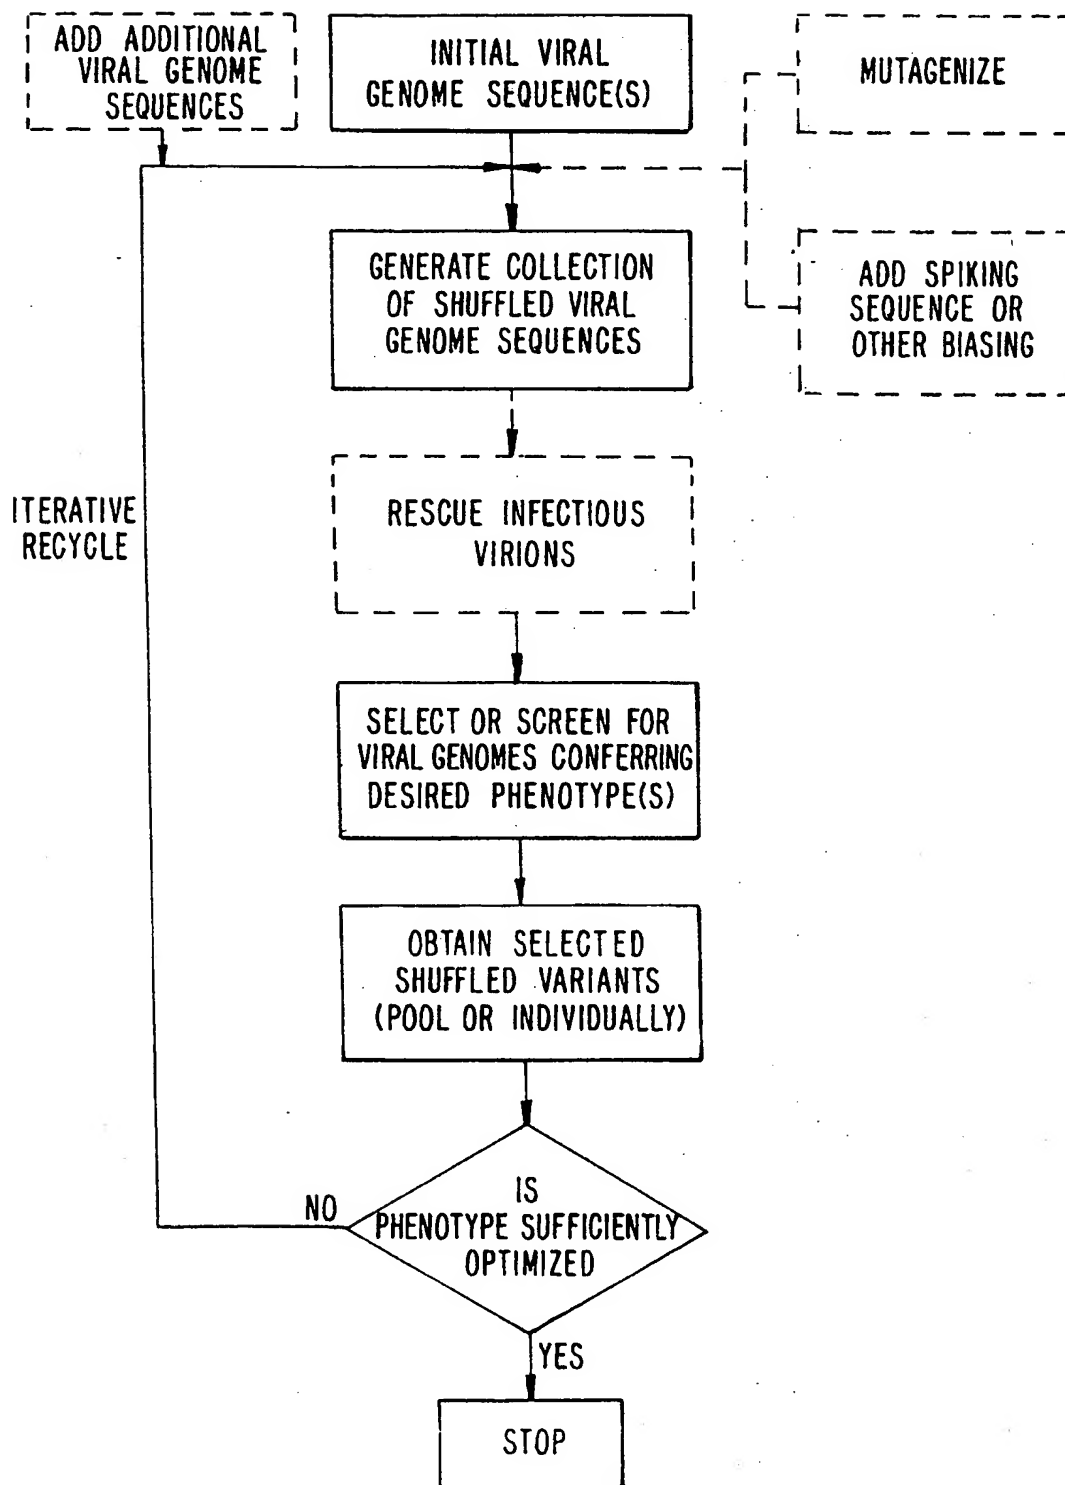 ADD ADDITIONAL
VIRAL GENOME
SEQUENCES
INITIAL VIRAL
GENOME SEQUENCE(S)
MUTAGENIZE
GENERATE COLLECTION
OF SHUFFLED VIRAL
GENOME SEQUENCES
ADD SPIKING
SEQUENCE OR
OTHER BIASING
ITERATIVE
RECYCLE
RESCUE INFECTIOUS
VIRIONS
SELECT OR SCREEN FOR
VIRAL GENOMES CONFERRING
DESIRED PHENOTYPE(S)
OBTAIN SELECTED
SHUFFLED VARIANTS
(POOL OR INDIVIDUALLY)
NO
IS
PHENOTYPE SUFFICIENTLY
OPTIMIZED
YES
STOP